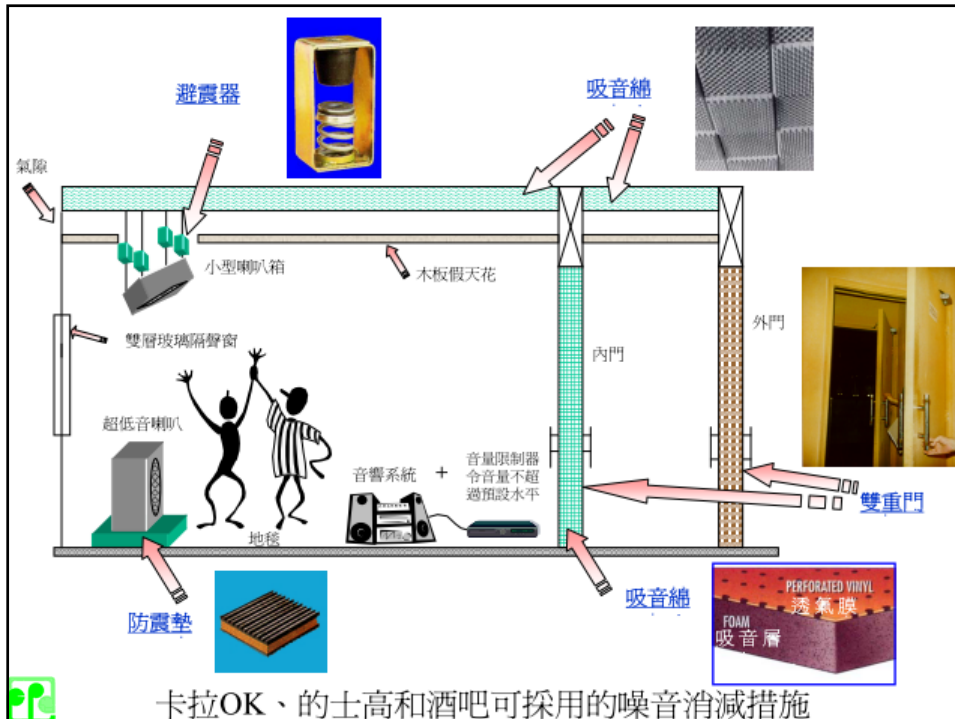 避震器
吸音綿
氣隙
小型喇叭箱
木板假天花
雙層玻璃隔聲窗
外門
內門
超低音喇叭
音響系統
+
音量限制器
令音量不超
過預設水平
地毯
雙重門
防震墊
吸音綿
PERFORATED VINYL
透氣膜
FOAM
吸音層
卡拉OK、的士高和酒吧可採用的噪音消減措施